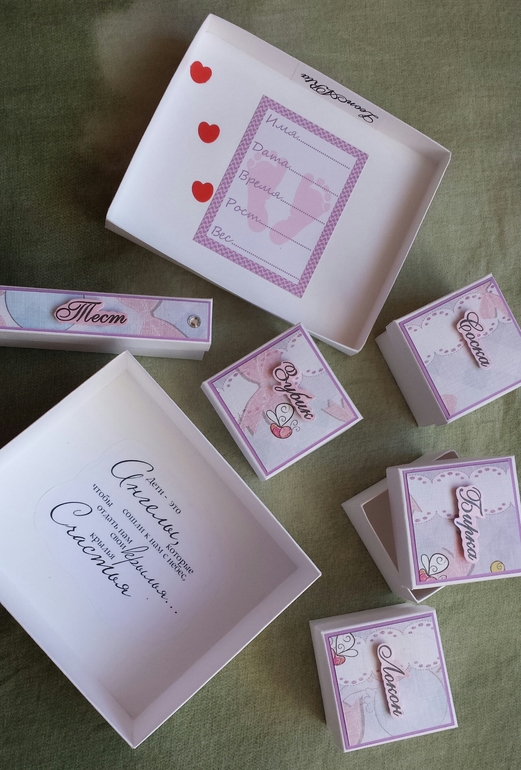 LeonARtia
Имя
Дата
Время
Рост
Вес
Тест
Зубик
Соска
Бирка
Локон
Дети - это
Ангелы,
чтобы сошли к нам с небес, которые
отдать нам
свои крылья...
крылья
Счастья